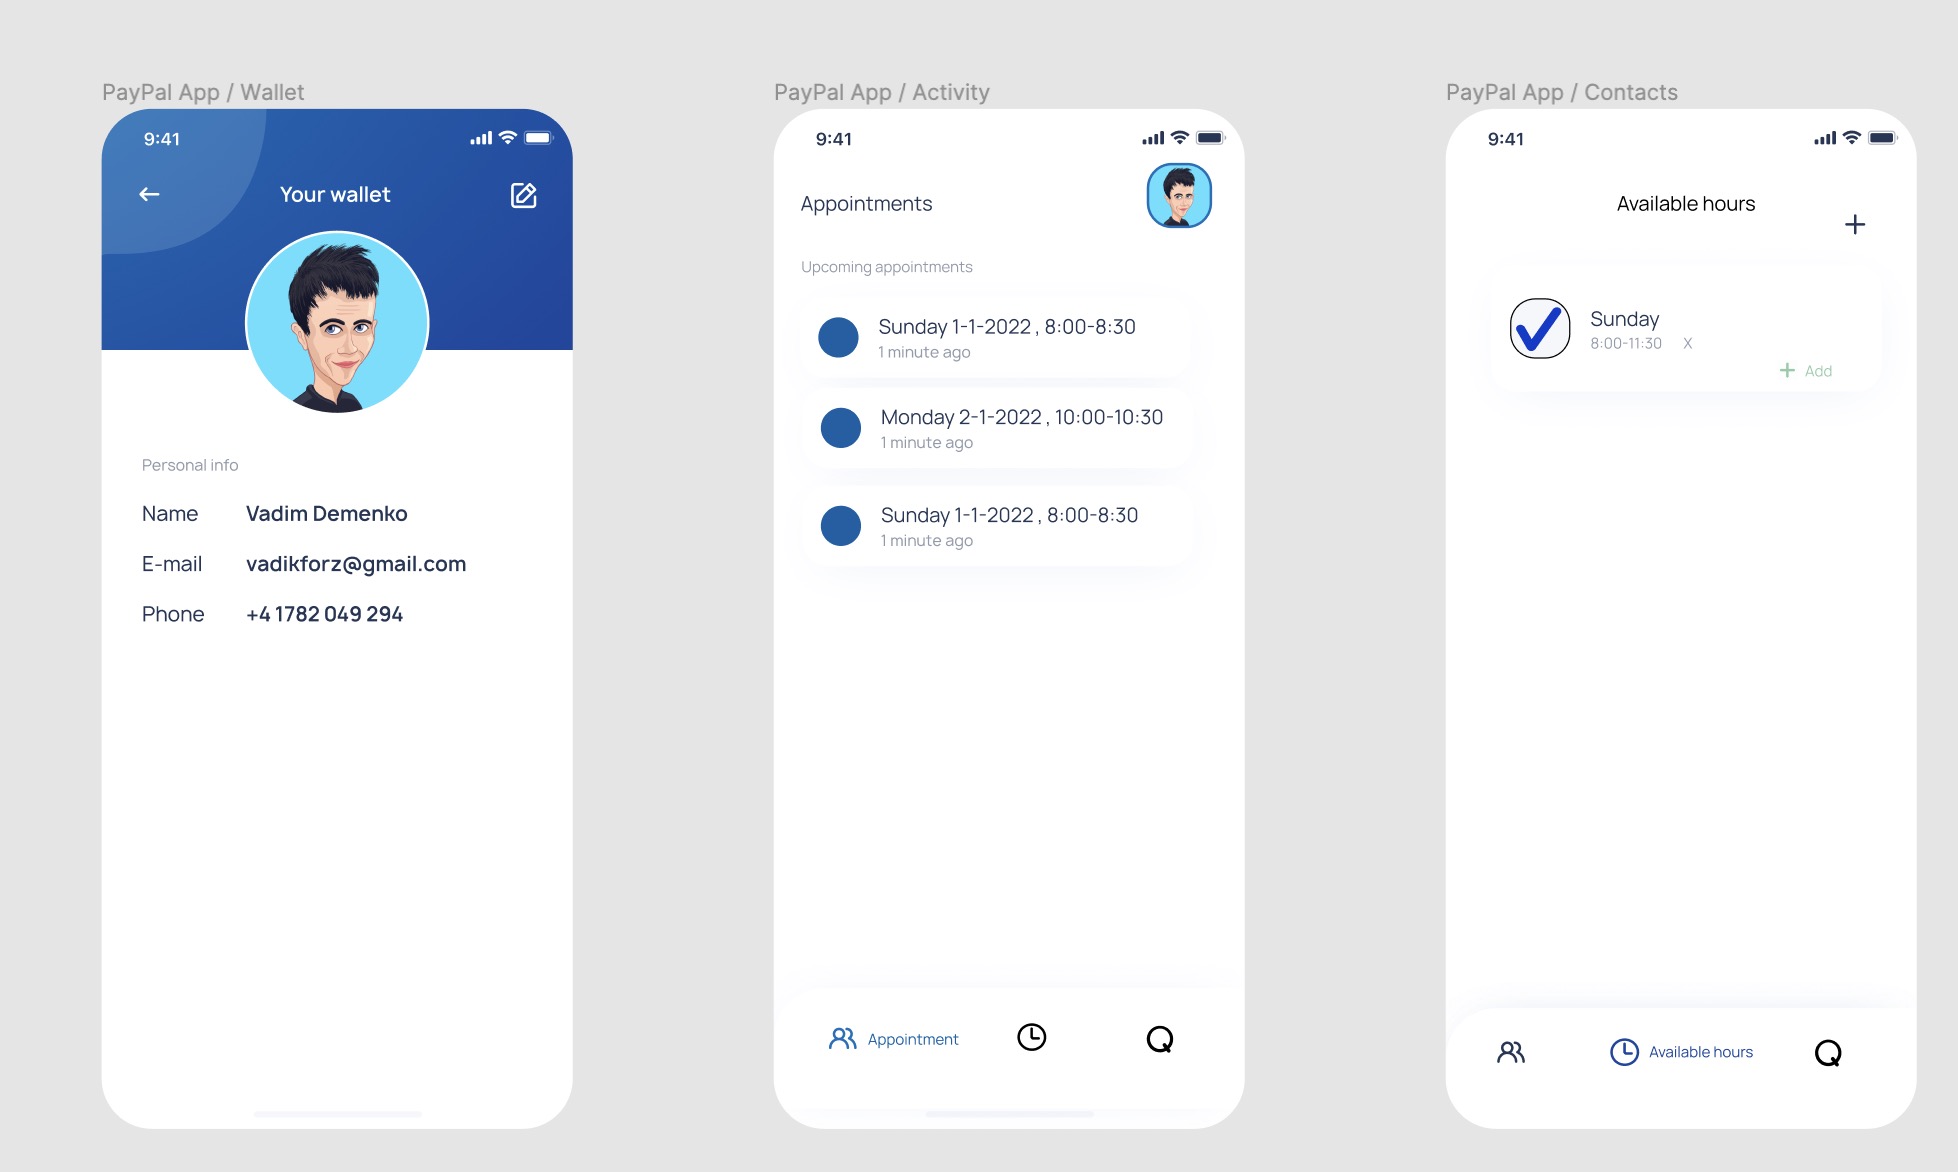 PayPal App / Wallet
9:41
Your wallet
Personal info
Name Vadim Demenko
E-mail vadikforz@gmail.com
Phone +4 1782 049 294
PayPal App / Activity
9:41
Appointments
Upcoming appointments
Sunday 1-1-2022 , 8:00-8:30
1 minute ago
Monday 2-1-2022 , 10:00-10:30
1 minute ago
Sunday 1-1-2022 , 8:00-8:30
1 minute ago
Appointment
PayPal App / Contacts
9:41
Available hours
+
Sunday
8:00-11:30 X
+ Add
Available hours